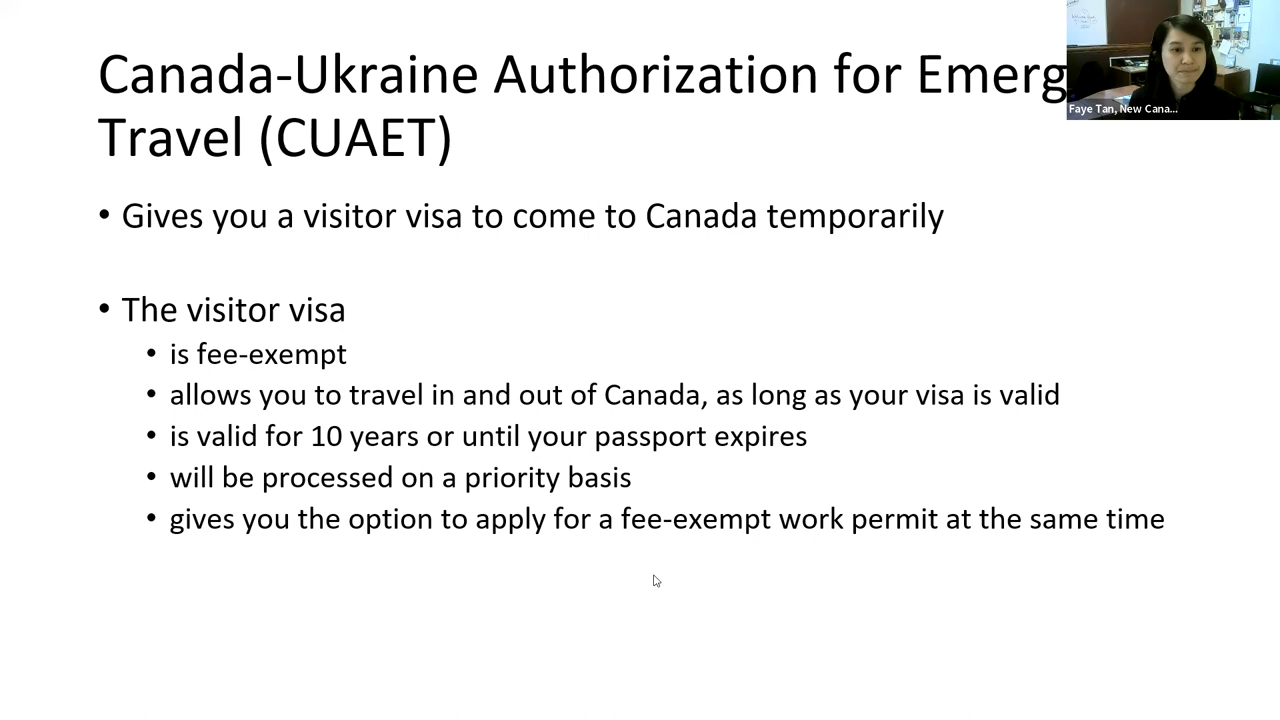 Canada-Ukraine Authorization for Emerg
Travel (CUAET)
Faye Tan, New Cana...
• Gives you a visitor visa to come to Canada temporarily
• The visitor visa
• is fee-exempt
• allows you to travel in and out of Canada, as long as your visa is valid
• is valid for 10 years or until your passport expires
• will be processed on a priority basis
• gives you the option to apply for a fee-exempt work permit at the same time